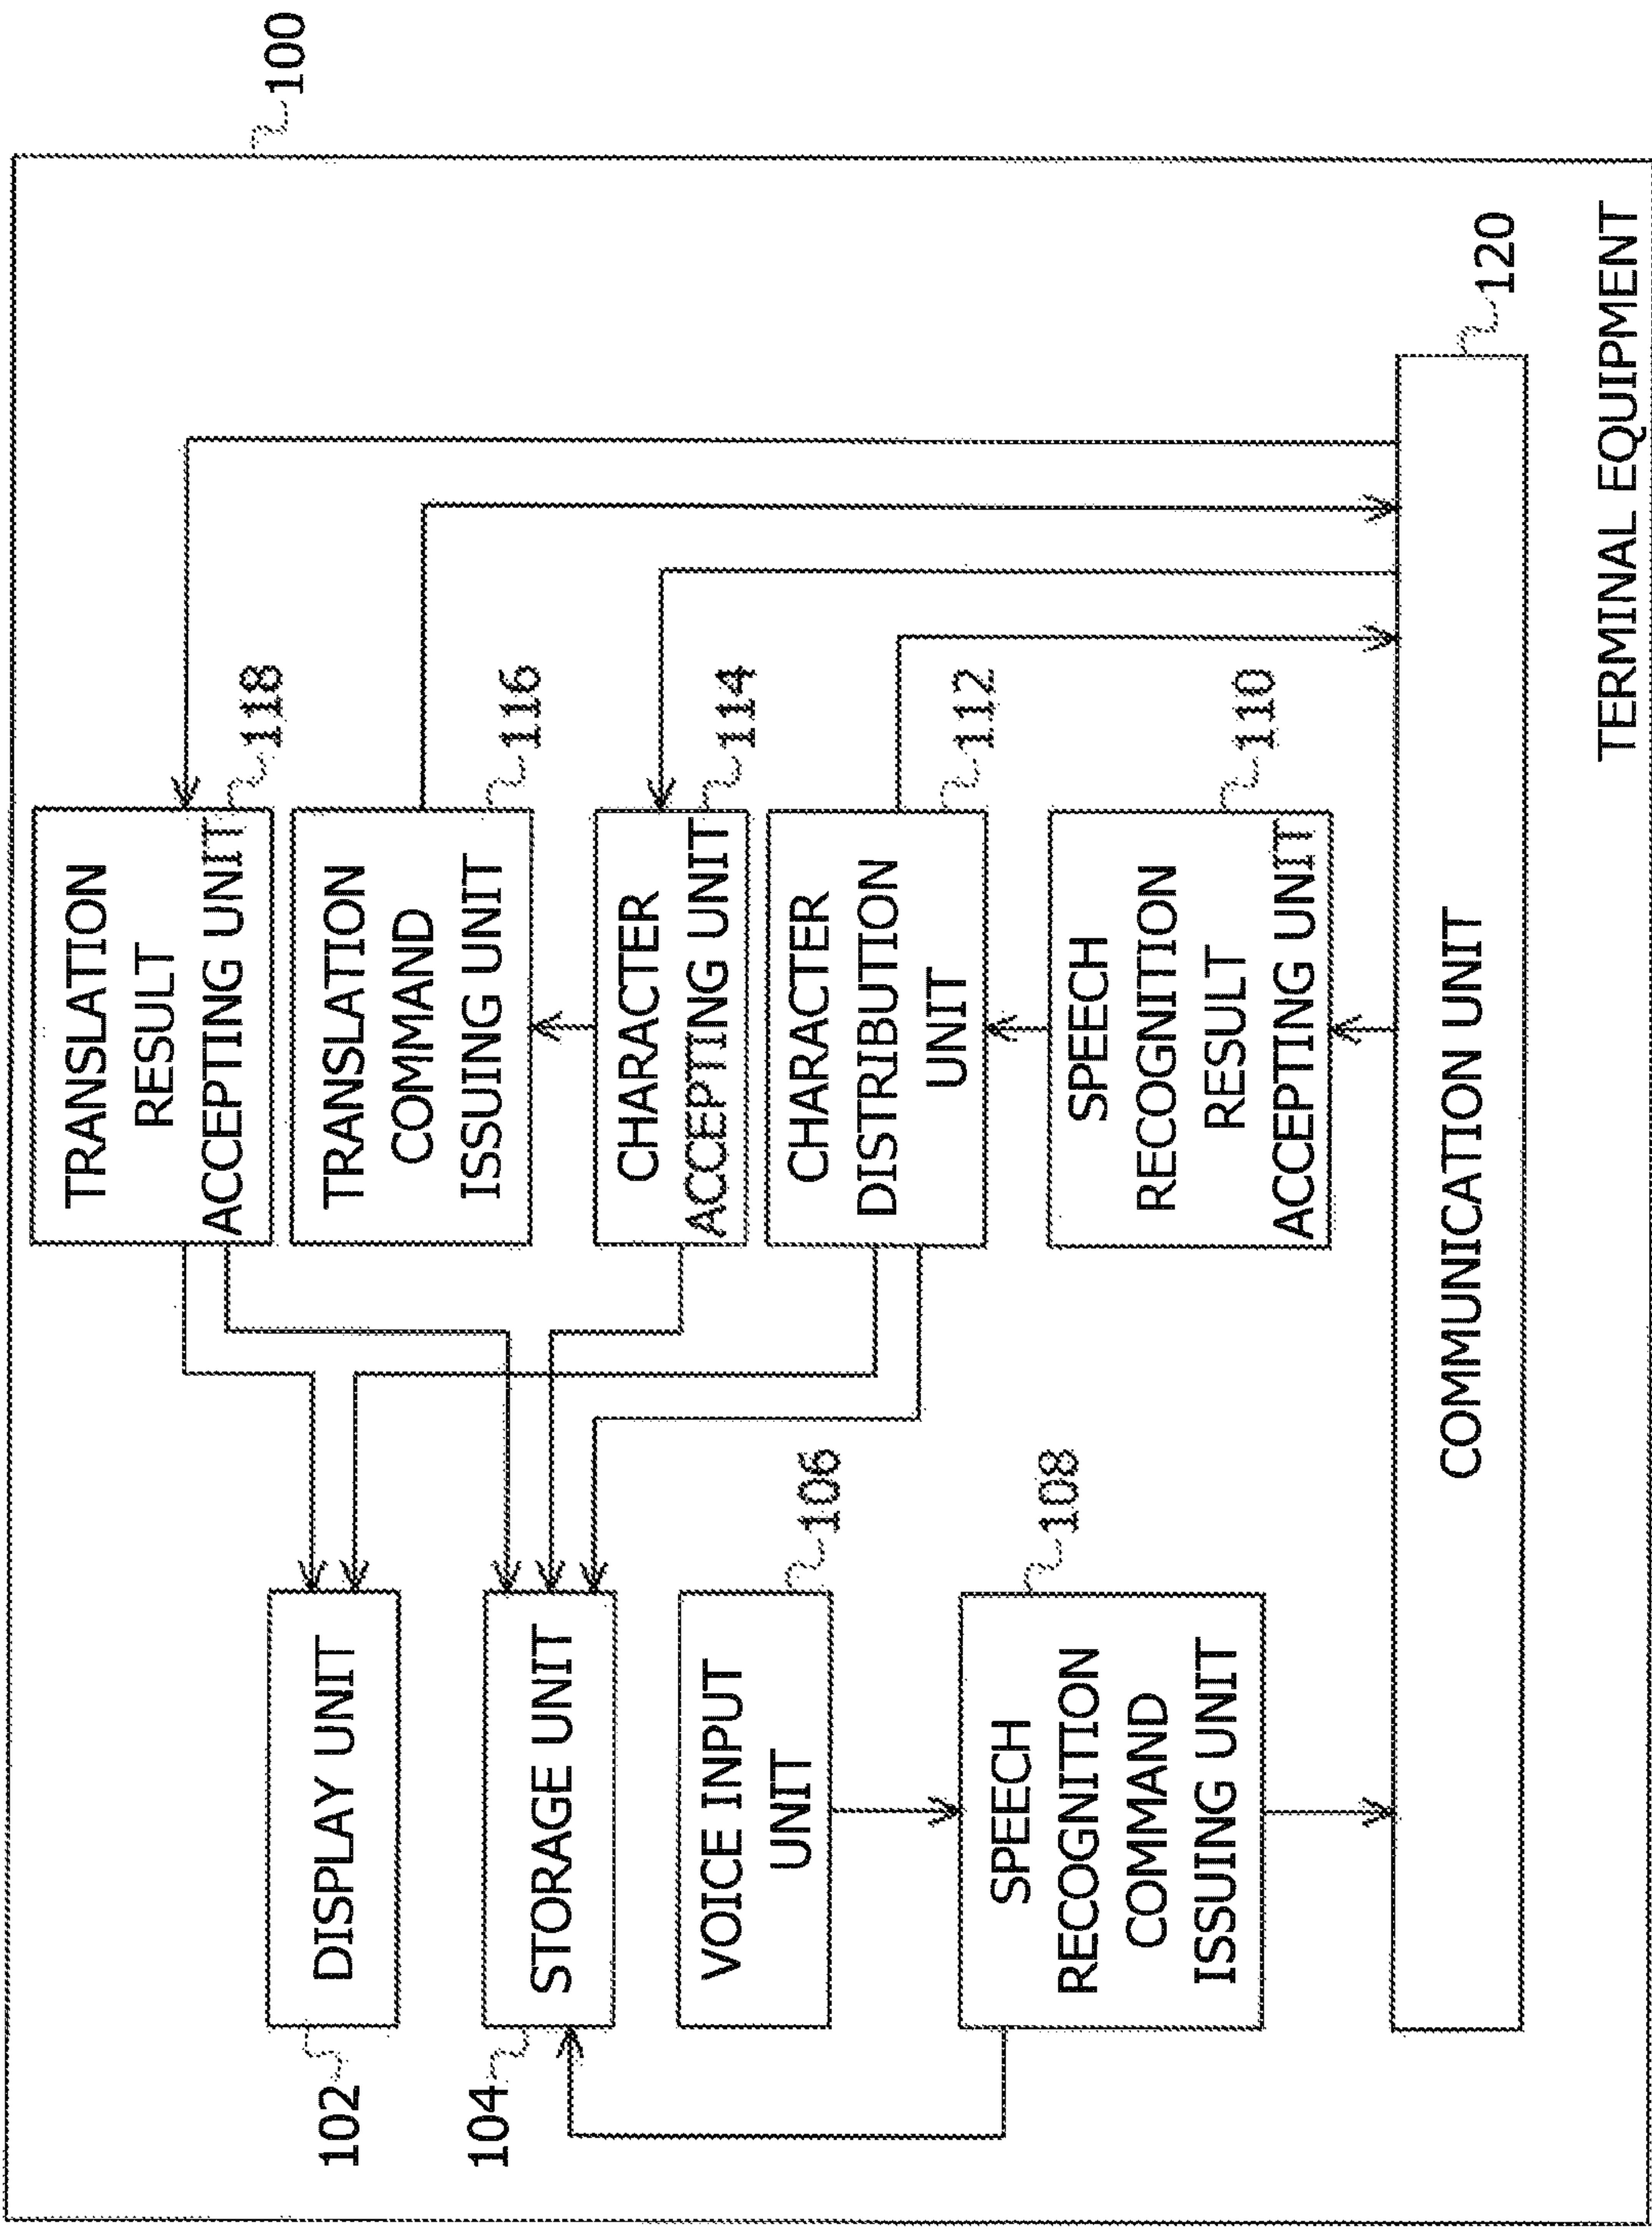 100
DISPLAY UNIT
102
STORAGE UNIT
104
VOICE INPUT
UNIT
106
SPEECH
RECOGNITION
COMMAND
ISSUING UNIT
108
TRANSLATION
RESULT
ACCEPTING UNIT
118
TRANSLATION
COMMAND
ISSUING UNIT
116
CHARACTER
ACCEPTING UNIT
114
CHARACTER
DISTRIBUTION
UNIT
112
SPEECH
RECOGNITION
RESULT
ACCEPTING UNIT
110
COMMUNICATION UNIT
120
TERMINAL EQUIPMENT